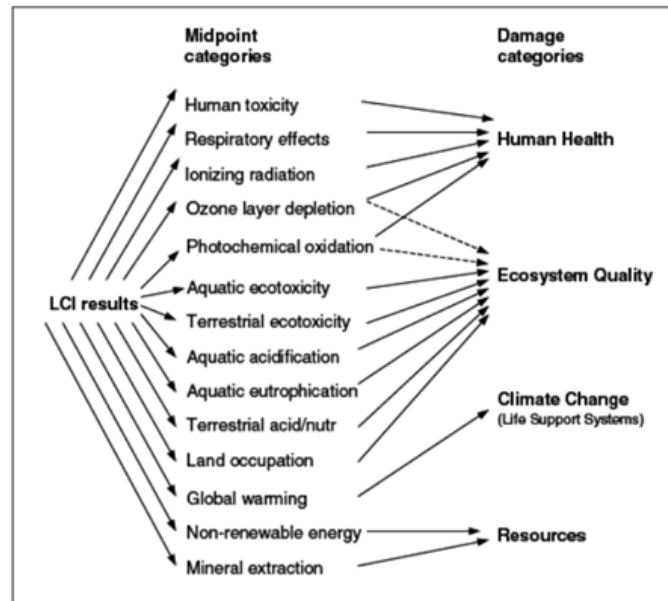 Midpoint
categories
Damage
categories
Human toxicity
Respiratory effects
Human Health
Ionizing radiation
Ozone layer depletion
Photochemical oxidation
Ecosystem Quality
Aquatic ecotoxicity
LCI results
Terrestrial ecotoxicity
Aquatic acidification
Aquatic eutrophication
Climate Change
(Life Support Systems)
Terrestrial acid/nutr
Land occupation
Global warming
Non-renewable energy
Resources
Mineral extraction